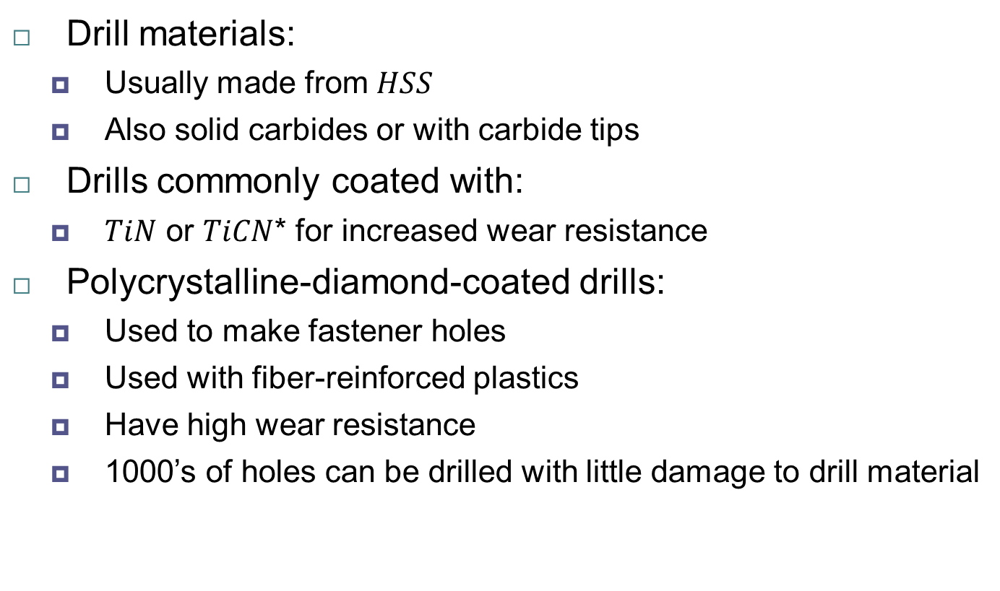 Drill materials:
Usually made from HSS
Also solid carbides or with carbide tips
Drills commonly coated with:
TiN or TiCN* for increased wear resistance
Polycrystalline-diamond-coated drills:
Used to make fastener holes
Used with fiber-reinforced plastics
Have high wear resistance
1000’s of holes can be drilled with little damage to drill material